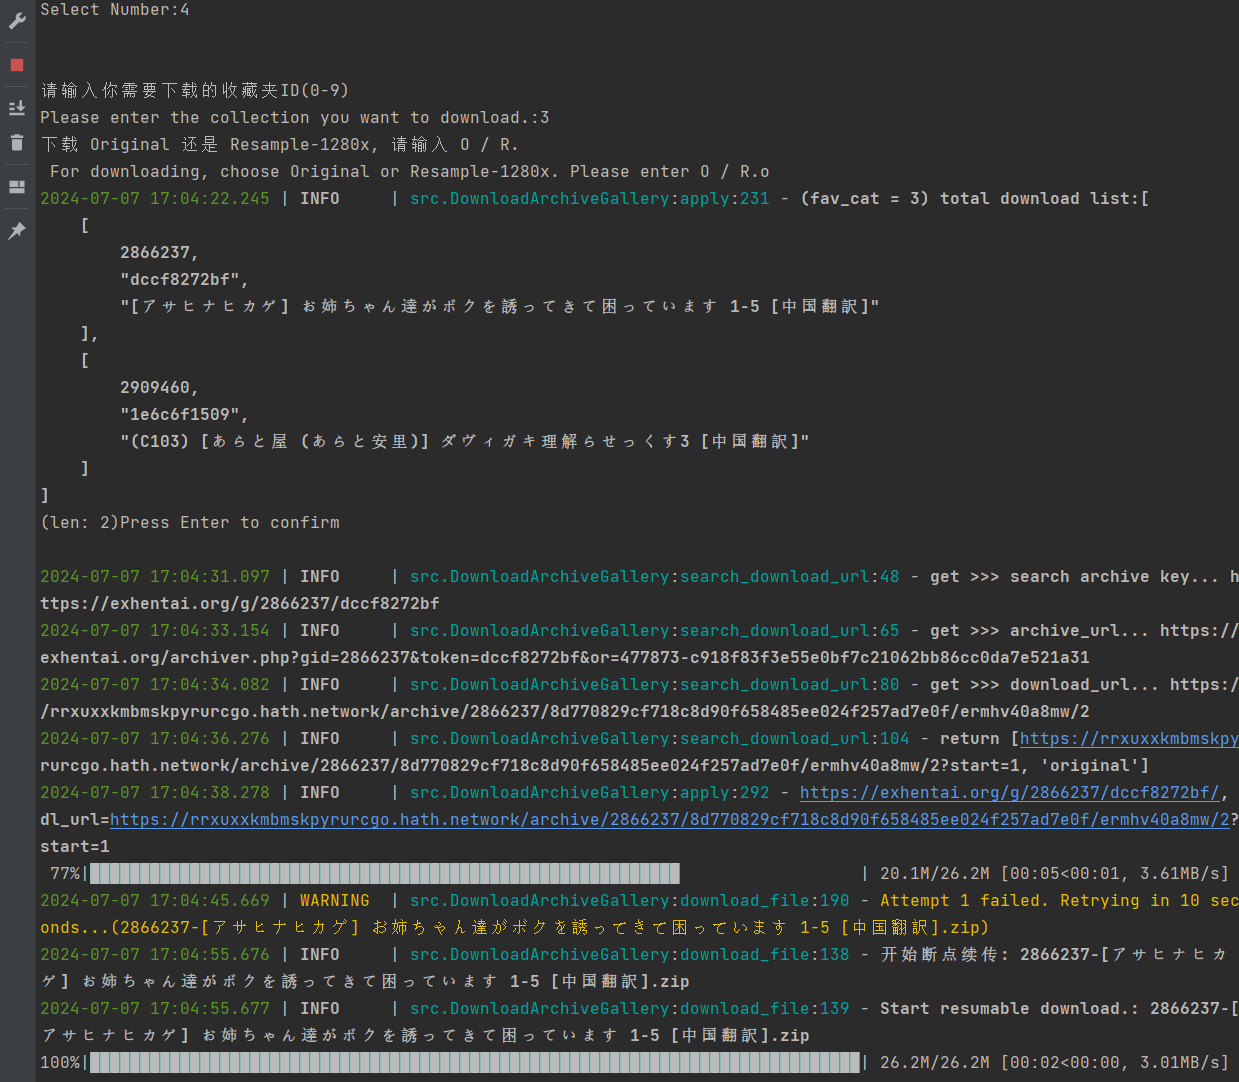 Select Number:4
请输入你需要下载的收藏夹ID(0-9)
Please enter the collection you want to download.:3
下载 Original 还是 Resample-1280x, 请输入 O / R.
For downloading, choose Original or Resample-1280x. Please enter O / R.o
2024-07-07 17:04:22.245 | INFO     | src.DownloadArchiveGallery:apply:231 - (fav_cat = 3) total download list:[
    [
        2866237,
        "dccf8272bf",
        "[アサヒナヒカゲ] お姉ちゃん達がボクを誘ってきて困っています 1-5 [中国翻訳]"
    ],
    [
        2909460,
        "1e6c6f1509",
        "(C103) [あらと屋 (あらと安里)] ダヴィガキ理解らせっくす3 [中国翻訳]"
    ]
]
(len: 2)Press Enter to confirm
2024-07-07 17:04:31.097 | INFO     | src.DownloadArchiveGallery:search_download_url:48 - get >>> search archive key... h
ttps://exhentai.org/g/2866237/dccf8272bf
2024-07-07 17:04:33.154 | INFO     | src.DownloadArchiveGallery:search_download_url:65 - get >>> archive_url... https://
exhentai.org/archiver.php?gid=2866237&token=dccf8272bf&or=477873-c918f83f3e55e0bf7c21062bb86cc0da7e521a31
2024-07-07 17:04:34.082 | INFO     | src.DownloadArchiveGallery:search_download_url:80 - get >>> download_url... https:/
/rrxuxxkmbmskpyrurcgo.hath.network/archive/2866237/8d770829cf718c8d90f658485ee024f257ad7e0f/ermhv40a8mw/2
2024-07-07 17:04:36.276 | INFO     | src.DownloadArchiveGallery:search_download_url:104 - return [https://rrxuxxkmbmskpy
rurcgo.hath.network/archive/2866237/8d770829cf718c8d90f658485ee024f257ad7e0f/ermhv40a8mw/2?start=1, 'original']
2024-07-07 17:04:38.278 | INFO     | src.DownloadArchiveGallery:apply:292 - https://exhentai.org/g/2866237/dccf8272bf/,
dl_url=https://rrxuxxkmbmskpyrurcgo.hath.network/archive/2866237/8d770829cf718c8d90f658485ee024f257ad7e0f/ermhv40a8mw/2?
start=1
77%| | 20.1M/26.2M [00:05<00:01, 3.61MB/s]
2024-07-07 17:04:45.669 | WARNING  | src.DownloadArchiveGallery:download_file:190 - Attempt 1 failed. Retrying in 10 sec
onds...(2866237-[アサヒナヒカゲ] お姉ちゃん達がボクを誘ってきて困っています 1-5 [中国翻訳].zip)
2024-07-07 17:04:55.676 | INFO     | src.DownloadArchiveGallery:download_file:138 - 开始断点续传: 2866237-[アサヒナヒカ
ゲ] お姉ちゃん達がボクを誘ってきて困っています 1-5 [中国翻訳].zip
2024-07-07 17:04:55.677 | INFO     | src.DownloadArchiveGallery:download_file:139 - Start resumable download.: 2866237-[
アサヒナヒカゲ] お姉ちゃん達がボクを誘ってきて困っています 1-5 [中国翻訳].zip
100%| | 26.2M/26.2M [00:02<00:00, 3.01MB/s]